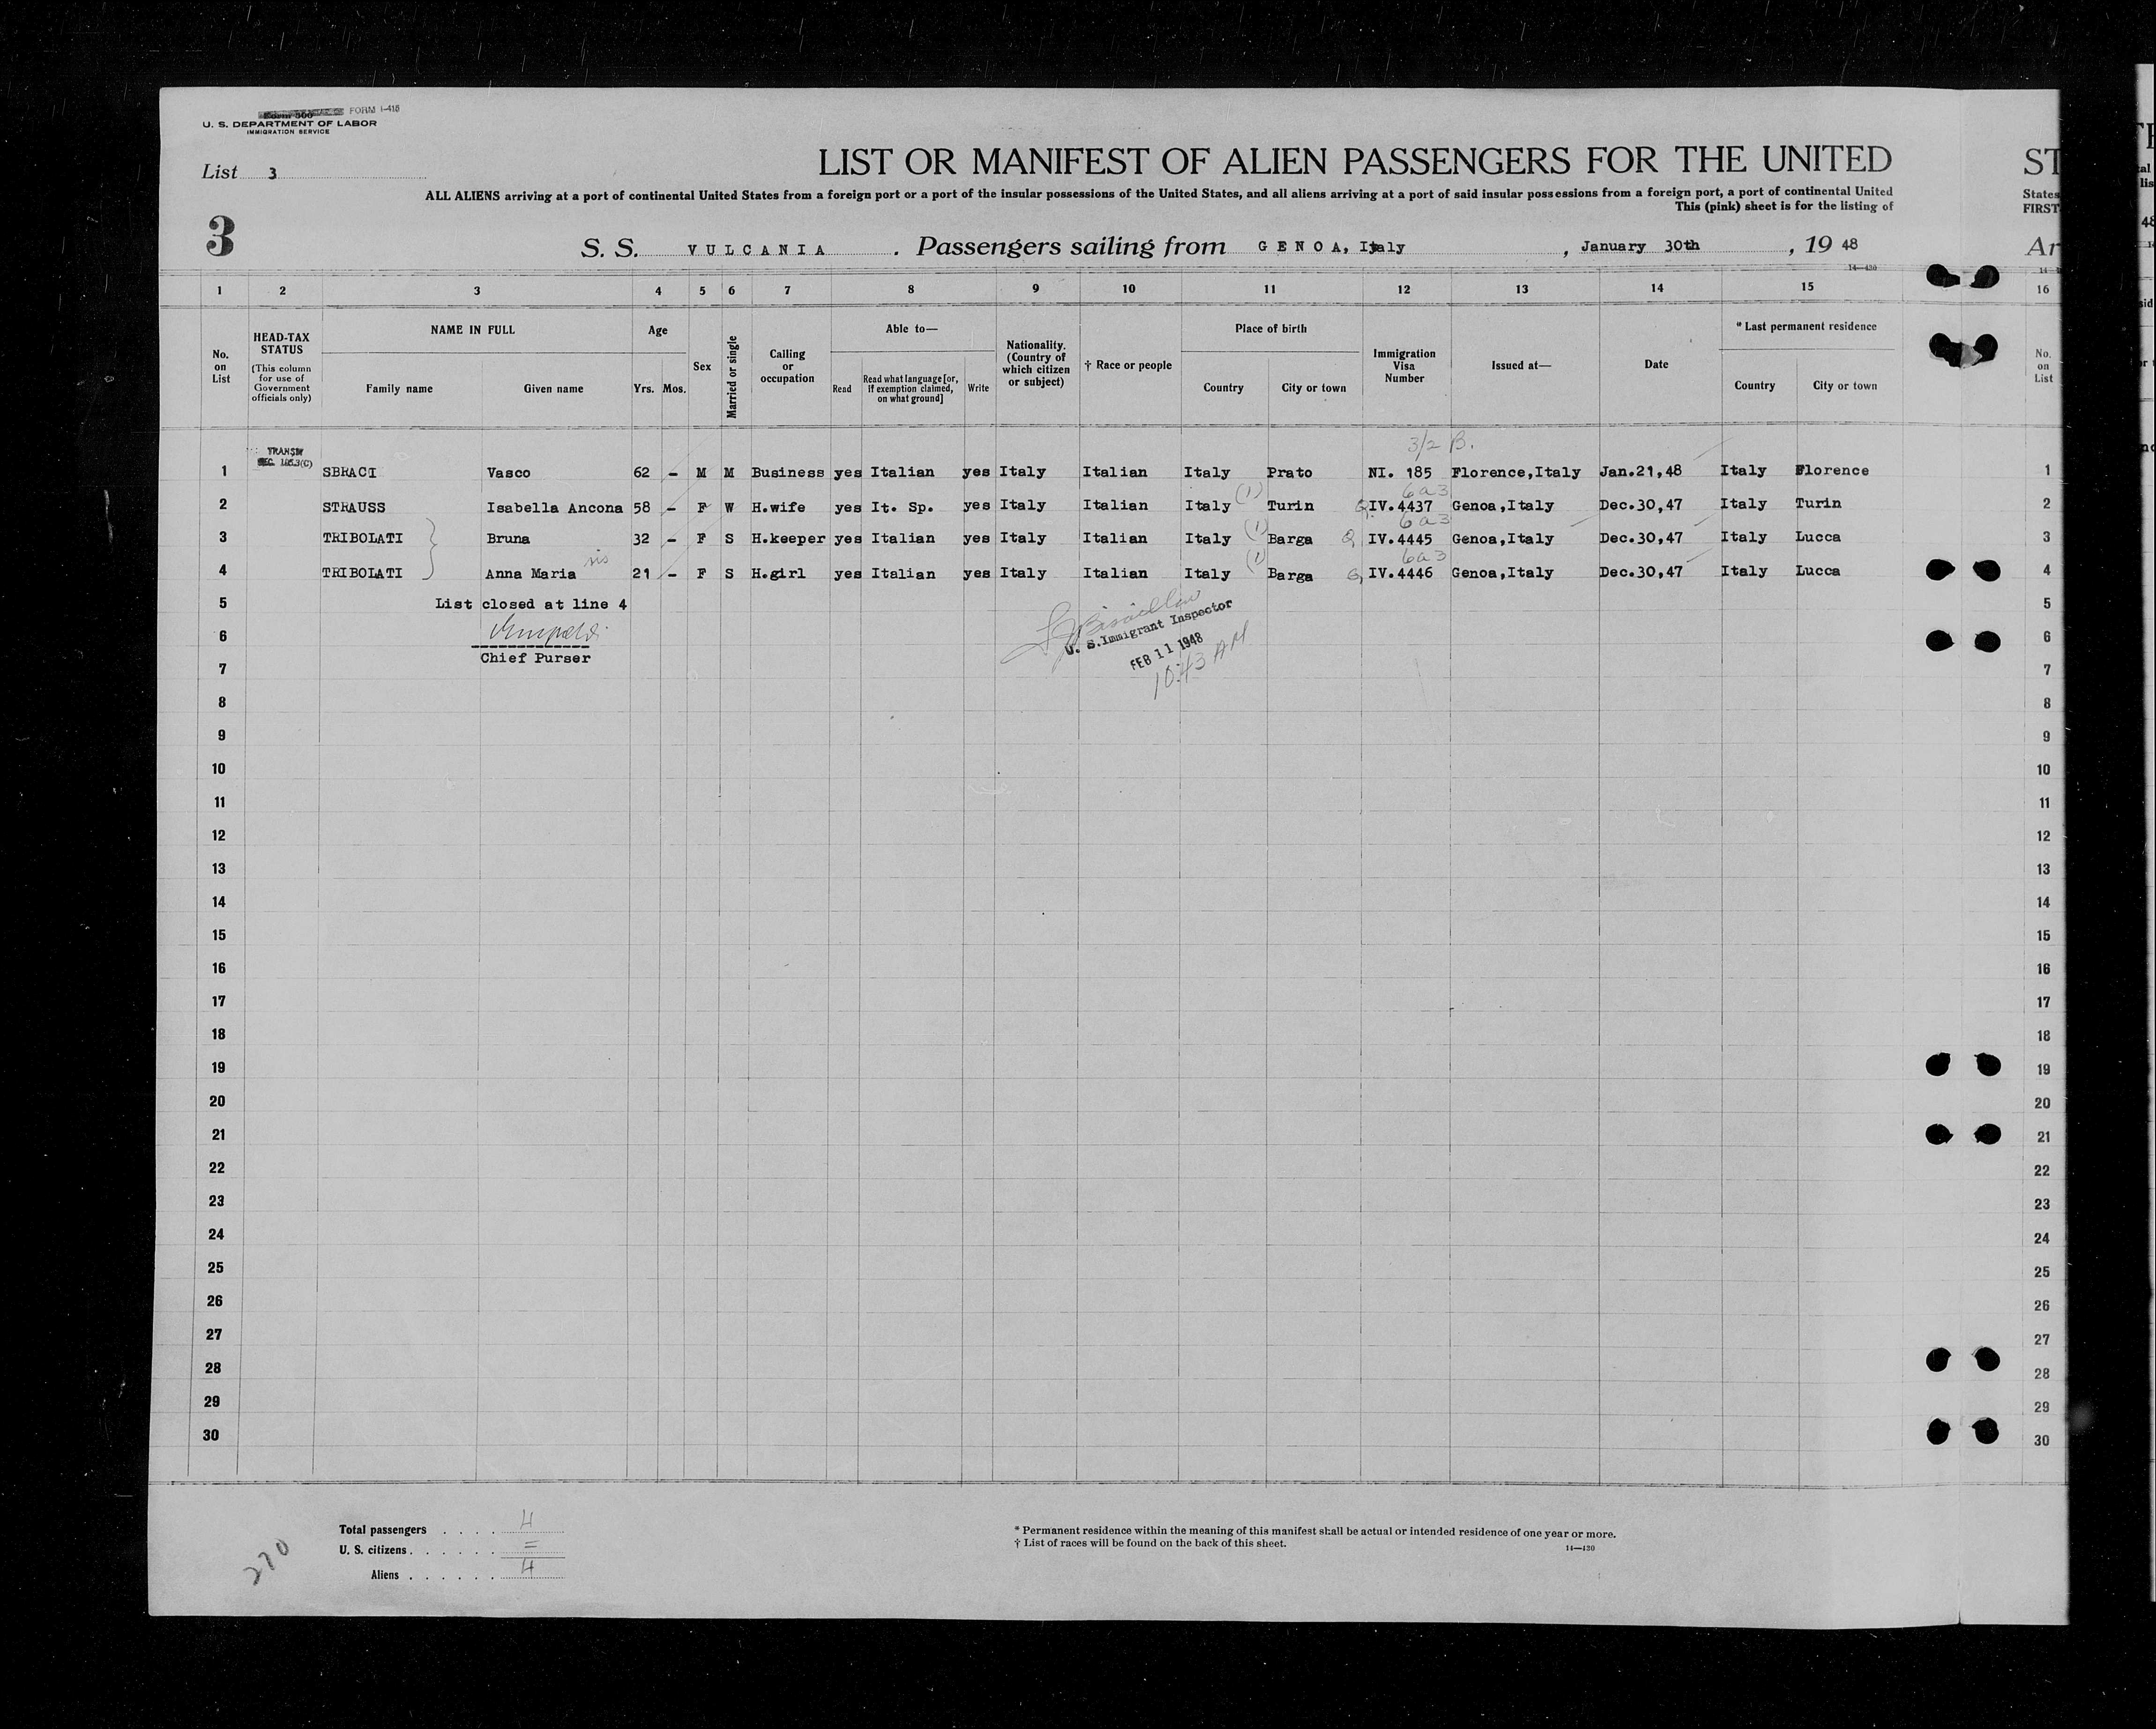 FORM I-415
U. S. DEPARTMENT OF LABOR
IMMIGRATION SERVICE
List 3
LIST OR MANIFEST OF ALIEN PASSENGERS FOR THE UNITED
ST
ALL ALIENS arriving at a port of continental United States from a foreign port or a port of the insular possessions of the United States, and all aliens arriving at a port of said insular possessions from a foreign port, a port of continental United
States
This (pink) sheet is for the listing of
FIRST
3
S. S. VULCANIA . Passengers sailing from GENOA, Italy , January 30th , 19 48
Ar
14—430
1 2 3 4 5 6 7 8 9 10 11 12 13 14 15 16
No. on List
HEAD-TAX STATUS (This column for use of Government officials only)
NAME IN FULL
Family name Given name
Age
Yrs. Mos.
Sex
Married or single
Calling or occupation
Able to—
Read Read what language [or, if exemption claimed, on what ground] Write
Nationality. (Country of which citizen or subject)
† Race or people
Place of birth
Country City or town
Immigration Visa Number
Issued at—
Date
* Last permanent residence
Country City or town
No. on List
3/2 B.
TRANSIT
1 SBRACI Vasco 62 – M M Business yes Italian yes Italy Italian Italy Prato NI. 185 Florence,Italy Jan.21,48 Italy Florence 1
6a3
2 STRAUSS Isabella Ancona 58 – F W H.wife yes It. Sp. yes Italy Italian Italy (1) Turin Q IV.4437 Genoa,Italy Dec.30,47 Italy Turin 2
6a3
3 TRIBOLATI Bruna 32 – F S H.keeper yes Italian yes Italy Italian Italy (1) Barga Q IV.4445 Genoa,Italy Dec.30,47 Italy Lucca 3
sis 6a3
4 TRIBOLATI Anna Maria 21 – F S H.girl yes Italian yes Italy Italian Italy (1) Barga Q IV.4446 Genoa,Italy Dec.30,47 Italy Lucca 4
5 List closed at line 4 5
6 6
Chief Purser
U. S. Immigrant Inspector
FEB 11 1948
10:43 AM
7 7
8 8
9 9
10 10
11 11
12 12
13 13
14 14
15 15
16 16
17 17
18 18
19 19
20 20
21 21
22 22
23 23
24 24
25 25
26 26
27 27
28 28
29 29
30 30
Total passengers . . . . 4
U. S. citizens . . . . . . =
Aliens . . . . . . 4
270
* Permanent residence within the meaning of this manifest shall be actual or intended residence of one year or more.
† List of races will be found on the back of this sheet.
14—430